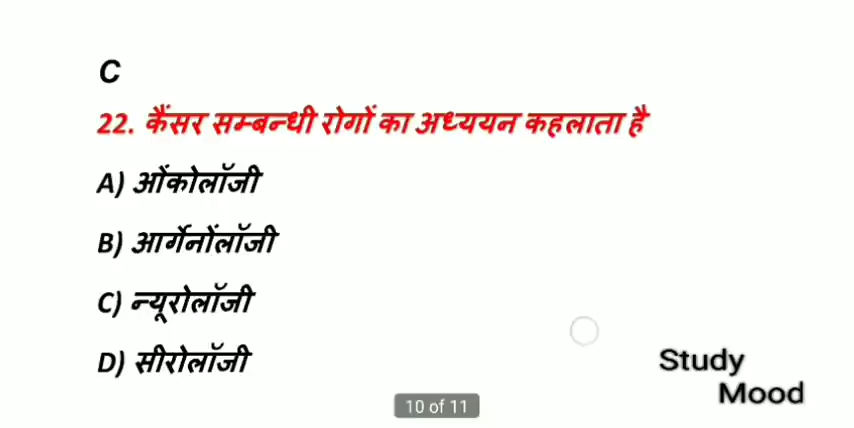 C
22. कैंसर सम्बन्धी रोगों का अध्ययन कहलाता है
A) ओंकोलॉजी
B) आर्गेनोंलॉजी
C) न्यूरोलॉजी
D) सीरोलॉजी
Study
Mood
10 of 11